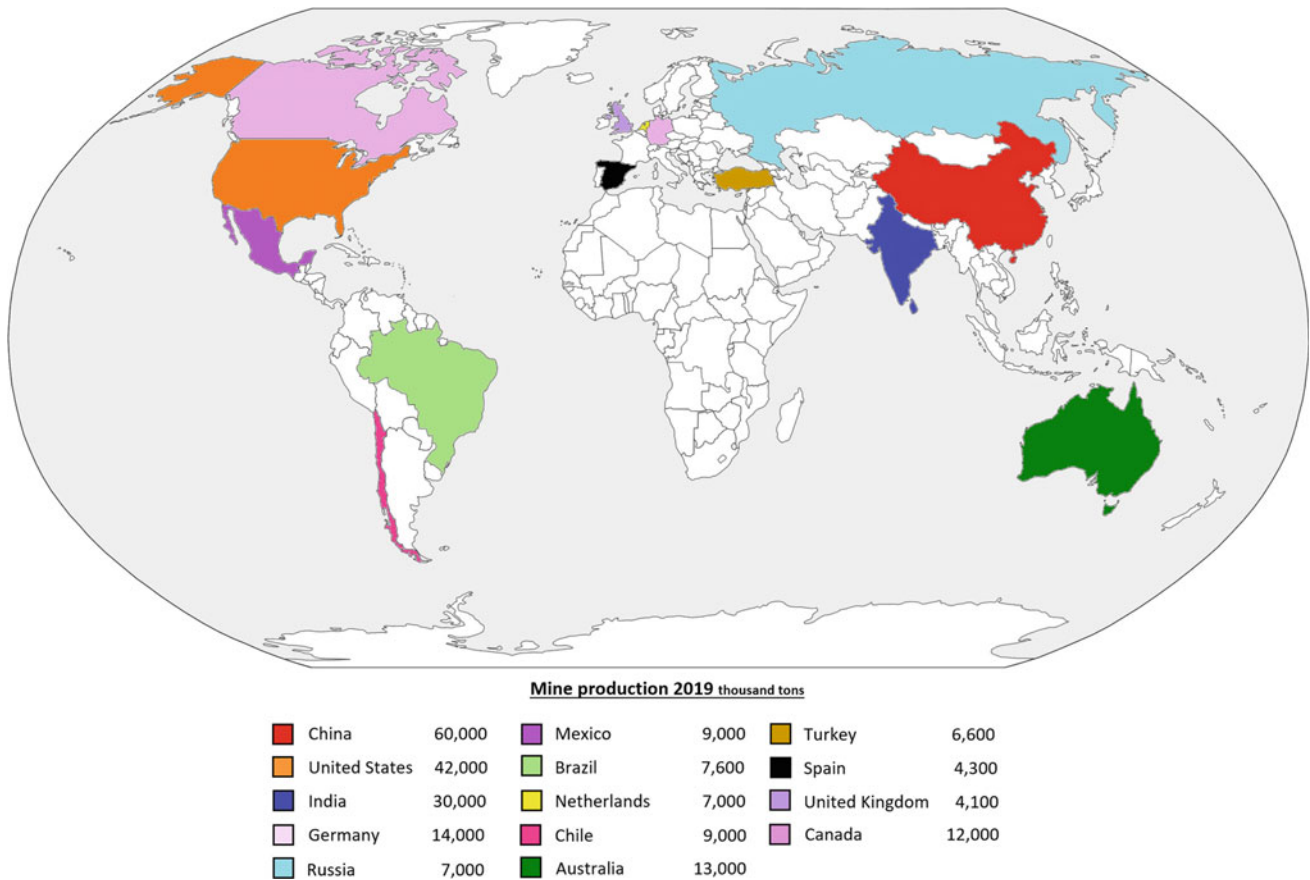 Mine production 2019 thousand tons
China 60,000
United States 42,000
India 30,000
Germany 14,000
Russia 7,000
Mexico 9,000
Brazil 7,600
Netherlands 7,000
Chile 9,000
Australia 13,000
Turkey 6,600
Spain 4,300
United Kingdom 4,100
Canada 12,000